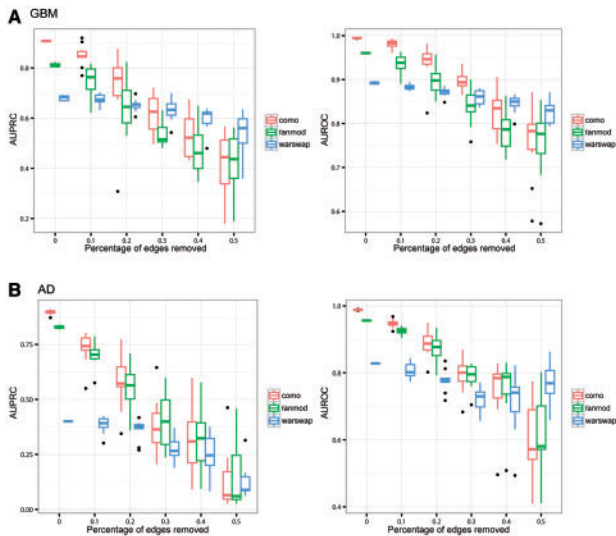 A GBM
AUPRC
0.8
0.6
0.4
0.2
0 0.1 0.2 0.3 0.4 0.5
Percentage of edges removed
como
ranmod
warswap
AUROC
1.0
0.9
0.8
0.7
0.6
0 0.1 0.2 0.3 0.4 0.5
Percentage of edges removed
como
ranmod
warswap
B AD
AUPRC
0.75
0.50
0.25
0.00
0 0.1 0.2 0.3 0.4 0.5
Percentage of edges removed
como
ranmod
warswap
AUROC
1.0
0.8
0.6
0.4
0 0.1 0.2 0.3 0.4 0.5
Percentage of edges removed
como
ranmod
warswap